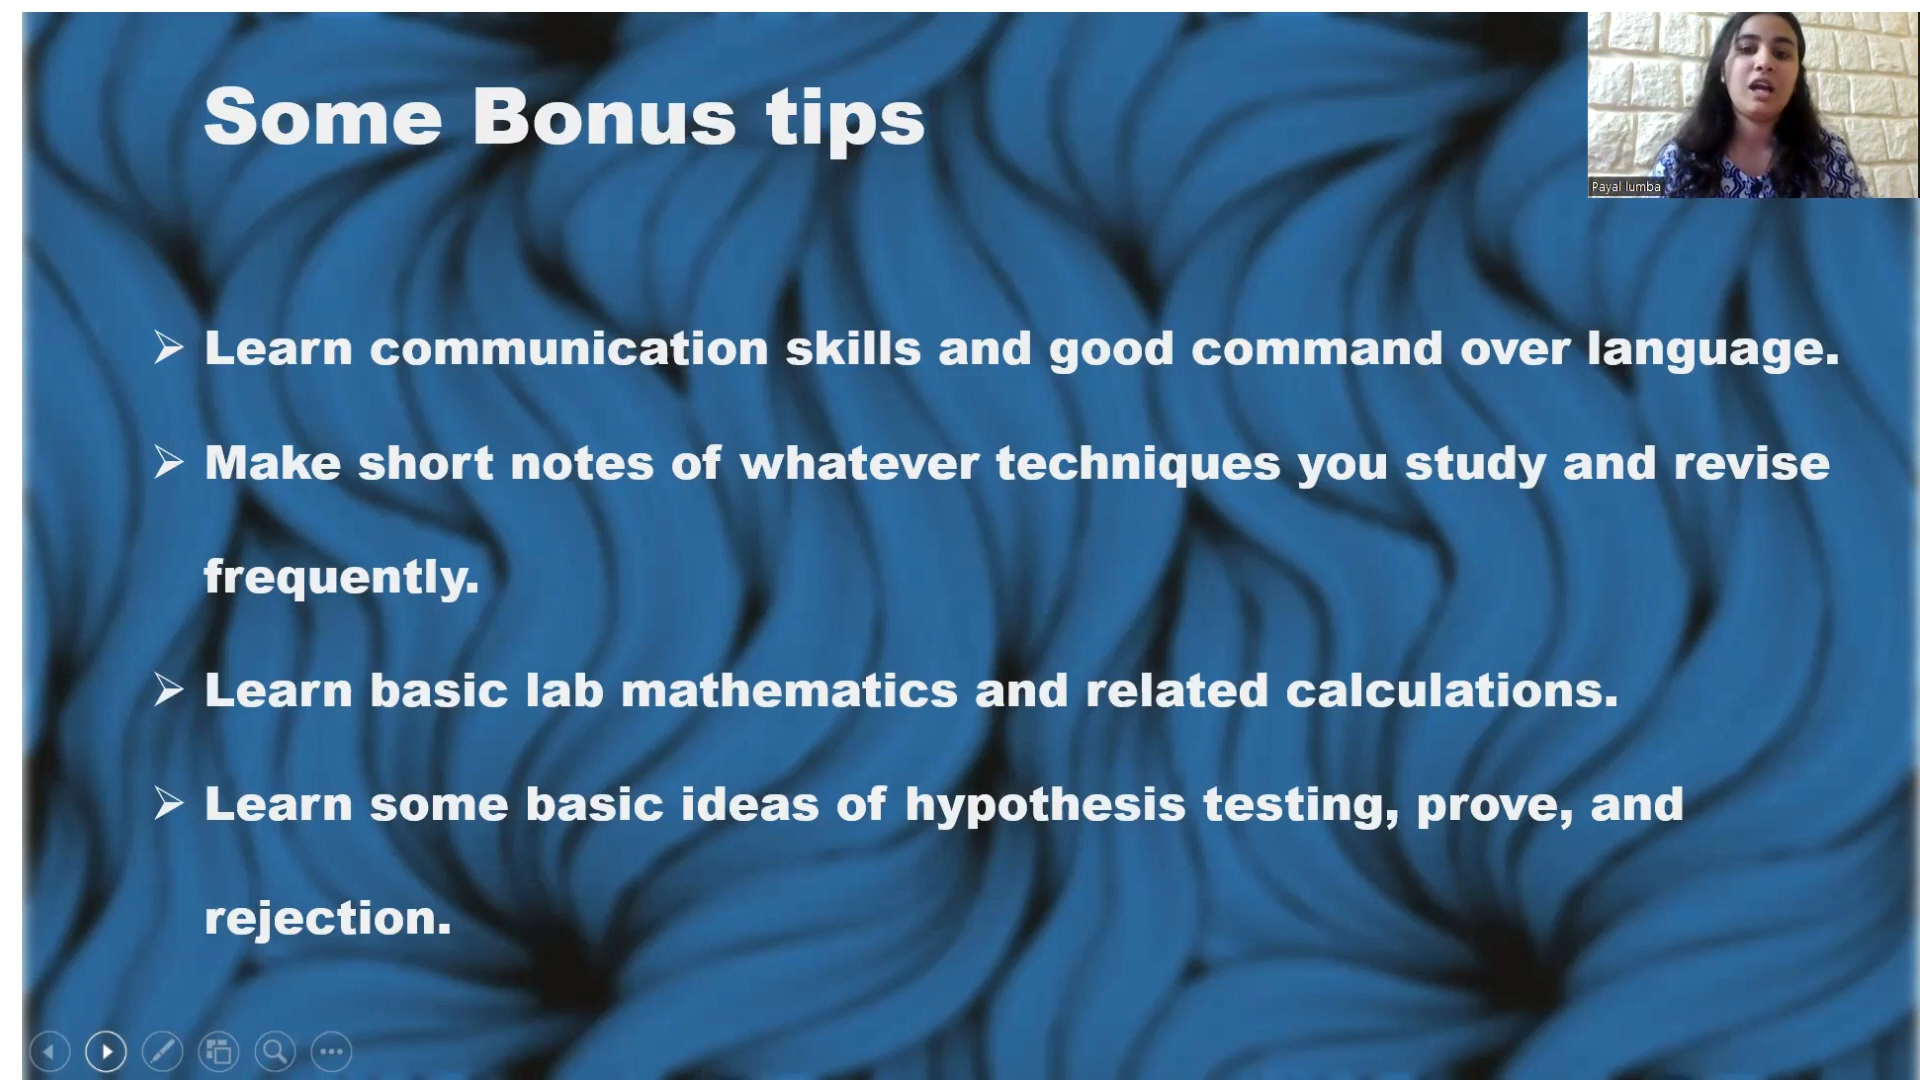 Some Bonus tips
Payal lumba
➢ Learn communication skills and good command over language.
➢ Make short notes of whatever techniques you study and revise
frequently.
➢ Learn basic lab mathematics and related calculations.
➢ Learn some basic ideas of hypothesis testing, prove, and
rejection.